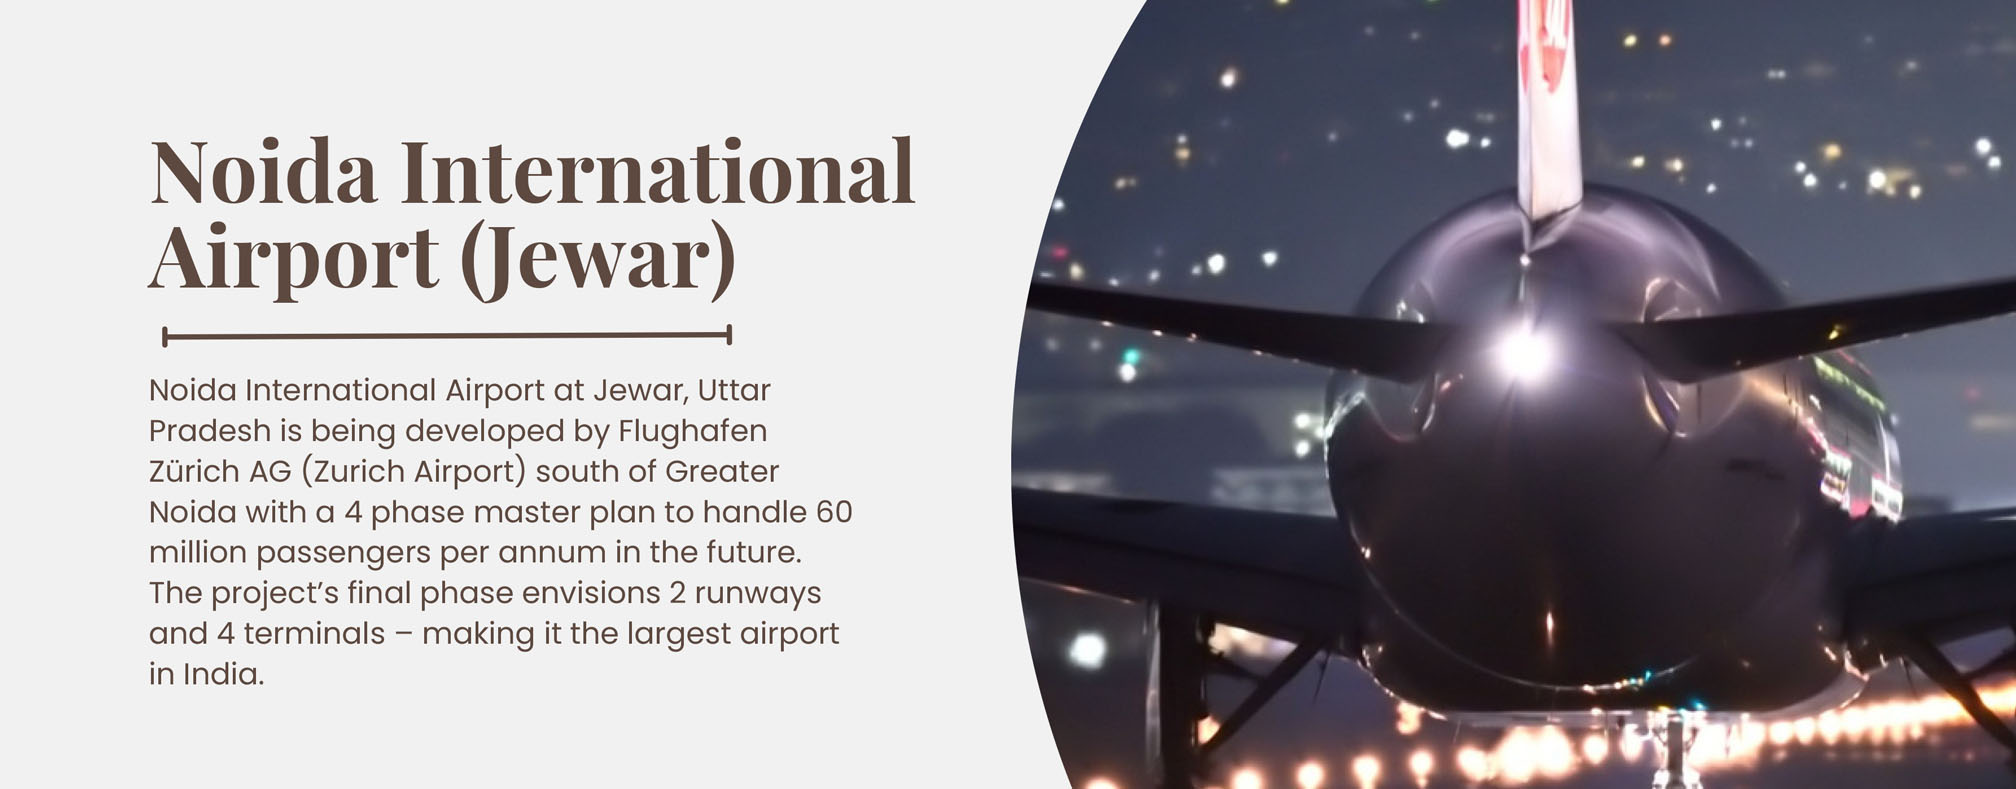 Noida International
Airport (Jewar)
Noida International Airport at Jewar, Uttar
Pradesh is being developed by Flughafen
Zürich AG (Zurich Airport) south of Greater
Noida with a 4 phase master plan to handle 60
million passengers per annum in the future.
The project’s final phase envisions 2 runways
and 4 terminals – making it the largest airport
in India.